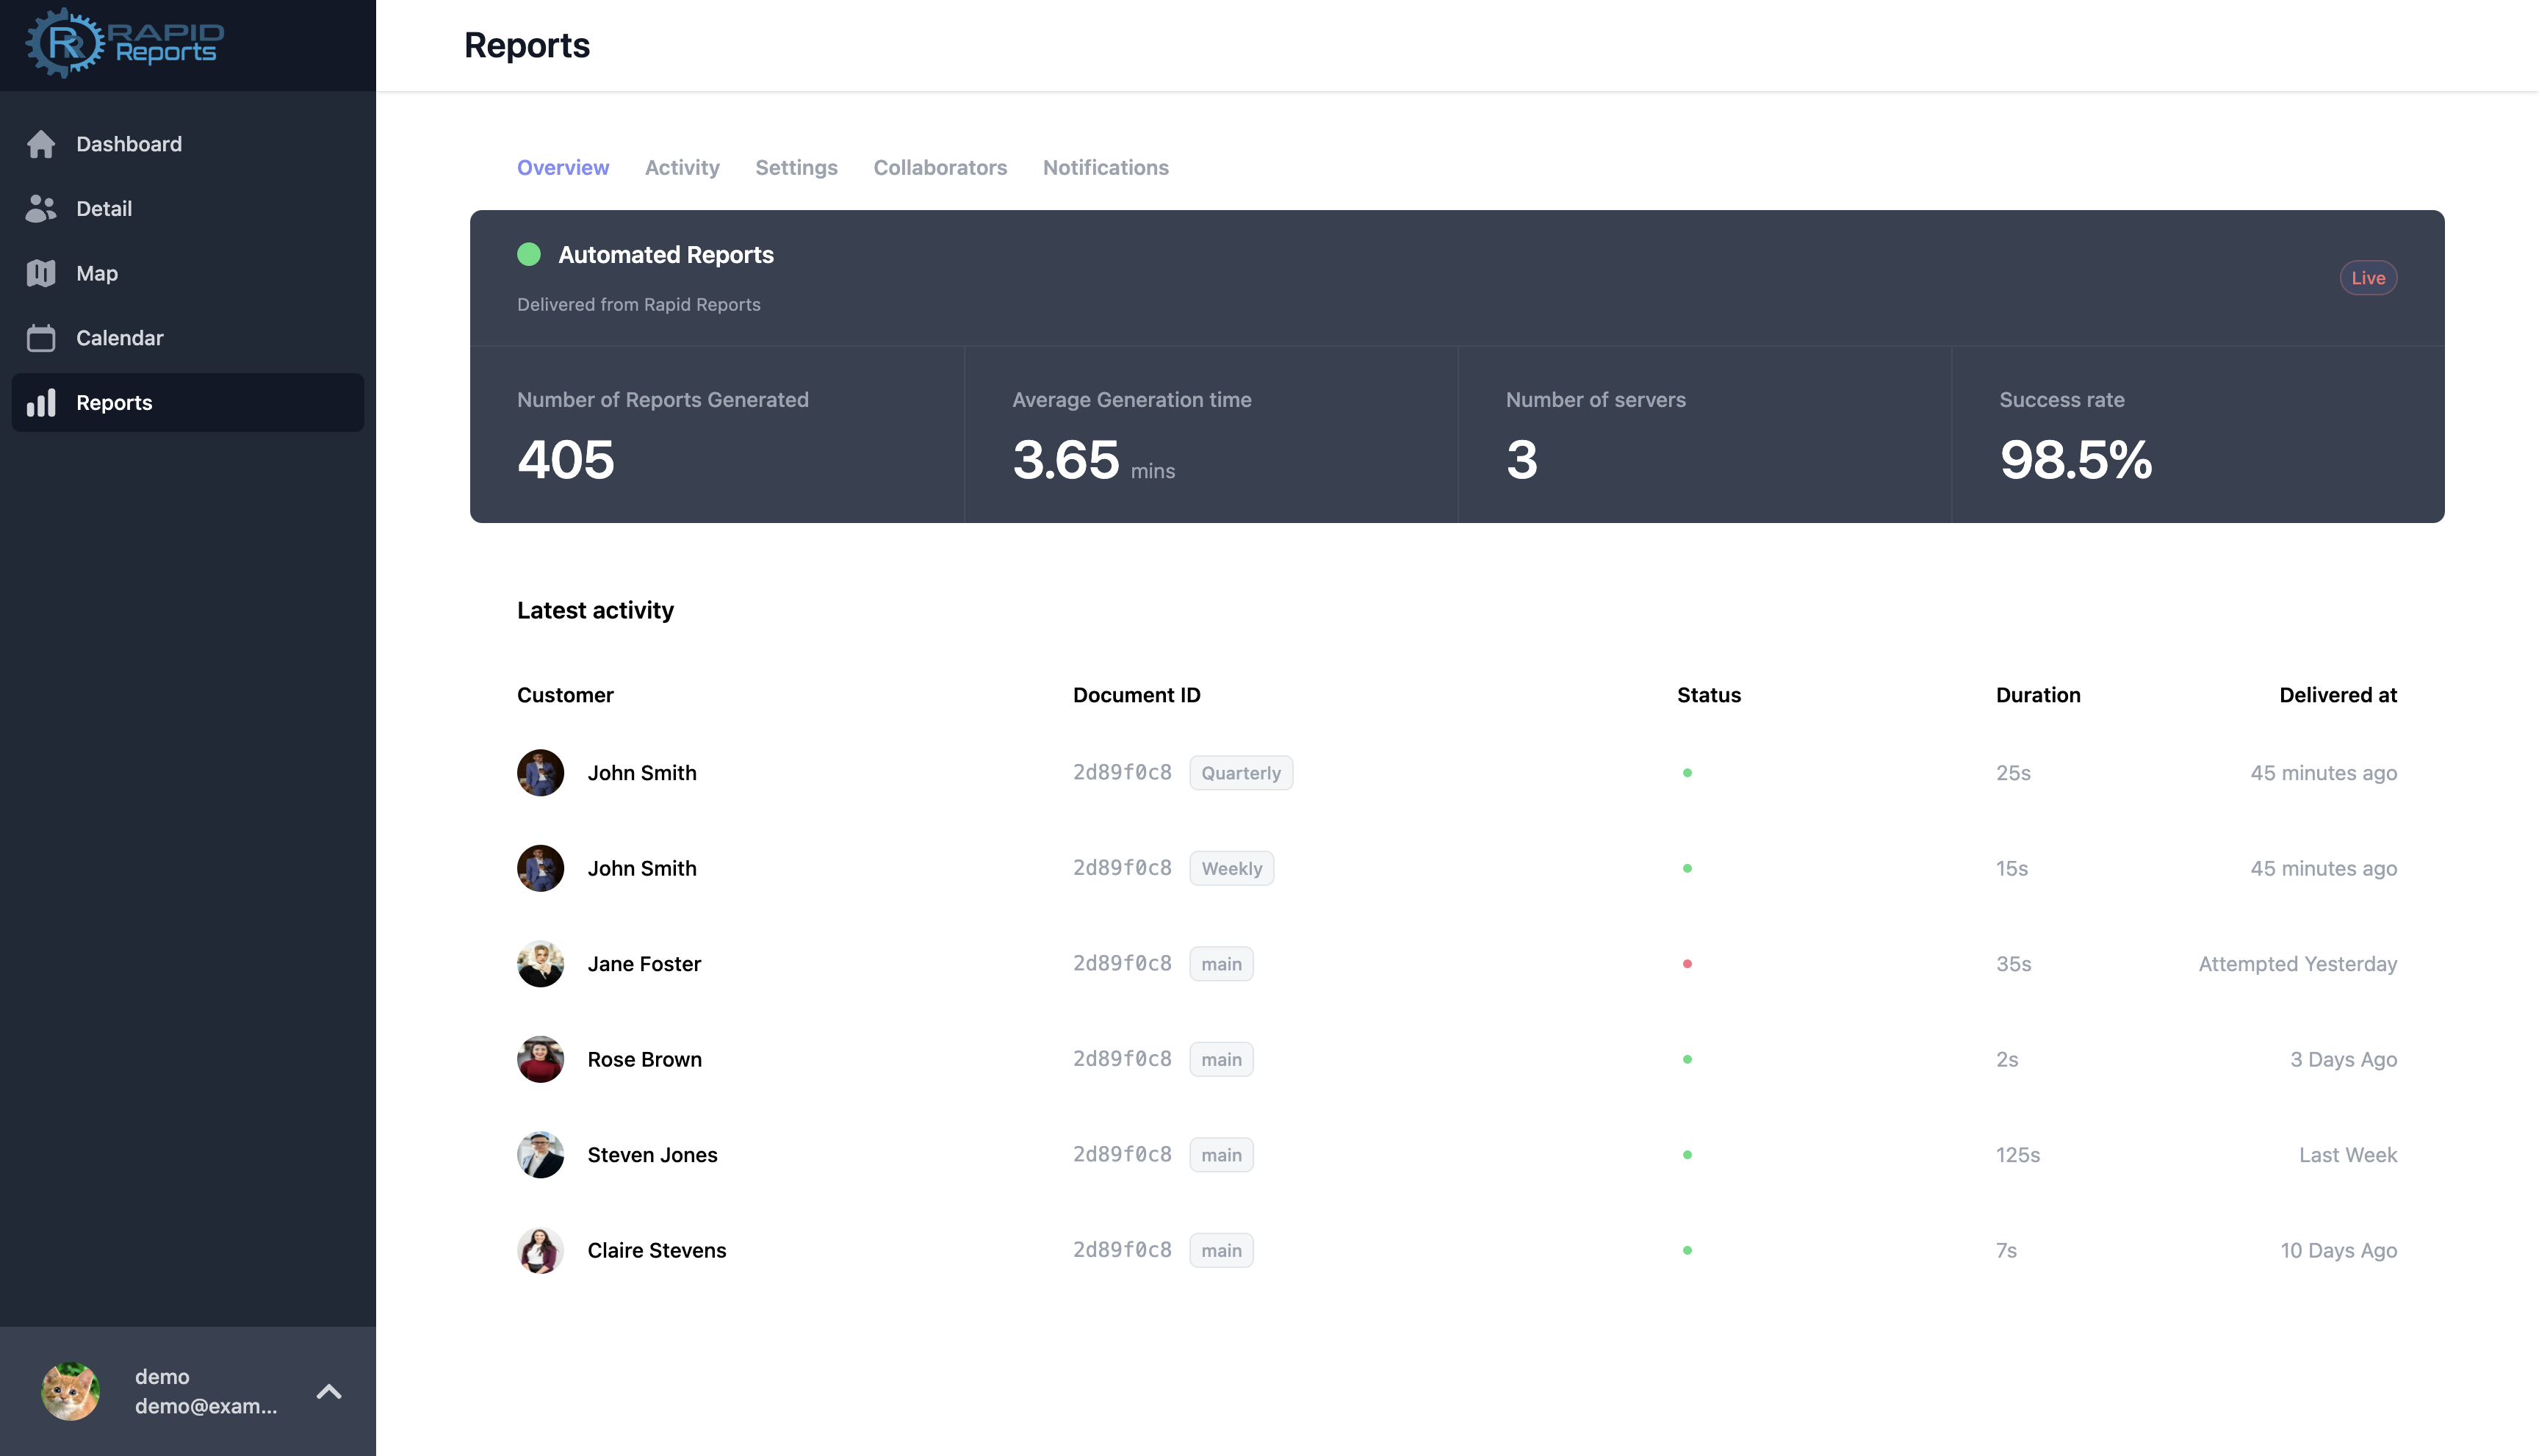 RAPID
Reports
Reports
Dashboard
Detail
Map
Calendar
Reports
Overview Activity Settings Collaborators Notifications
Automated Reports
Live
Delivered from Rapid Reports
Number of Reports Generated
405
Average Generation time
3.65 mins
Number of servers
3
Success rate
98.5%
Latest activity
Customer Document ID Status Duration Delivered at
John Smith 2d89f0c8 Quarterly 25s 45 minutes ago
John Smith 2d89f0c8 Weekly 15s 45 minutes ago
Jane Foster 2d89f0c8 main 35s Attempted Yesterday
Rose Brown 2d89f0c8 main 2s 3 Days Ago
Steven Jones 2d89f0c8 main 125s Last Week
Claire Stevens 2d89f0c8 main 7s 10 Days Ago
demo
demo@exam...